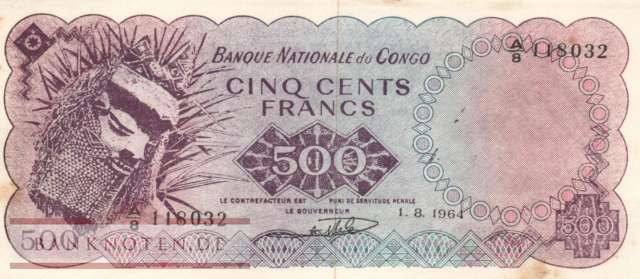 BANQUE NATIONALE du CONGO
A/8 118032
CINQ CENTS
FRANCS
500
LE CONTREFACTEUR EST PUNI DE SERVITUDE PENALE
A/8 118032
LE GOUVERNEUR
1.8.1964
500
500
BANKNOTEN.DE